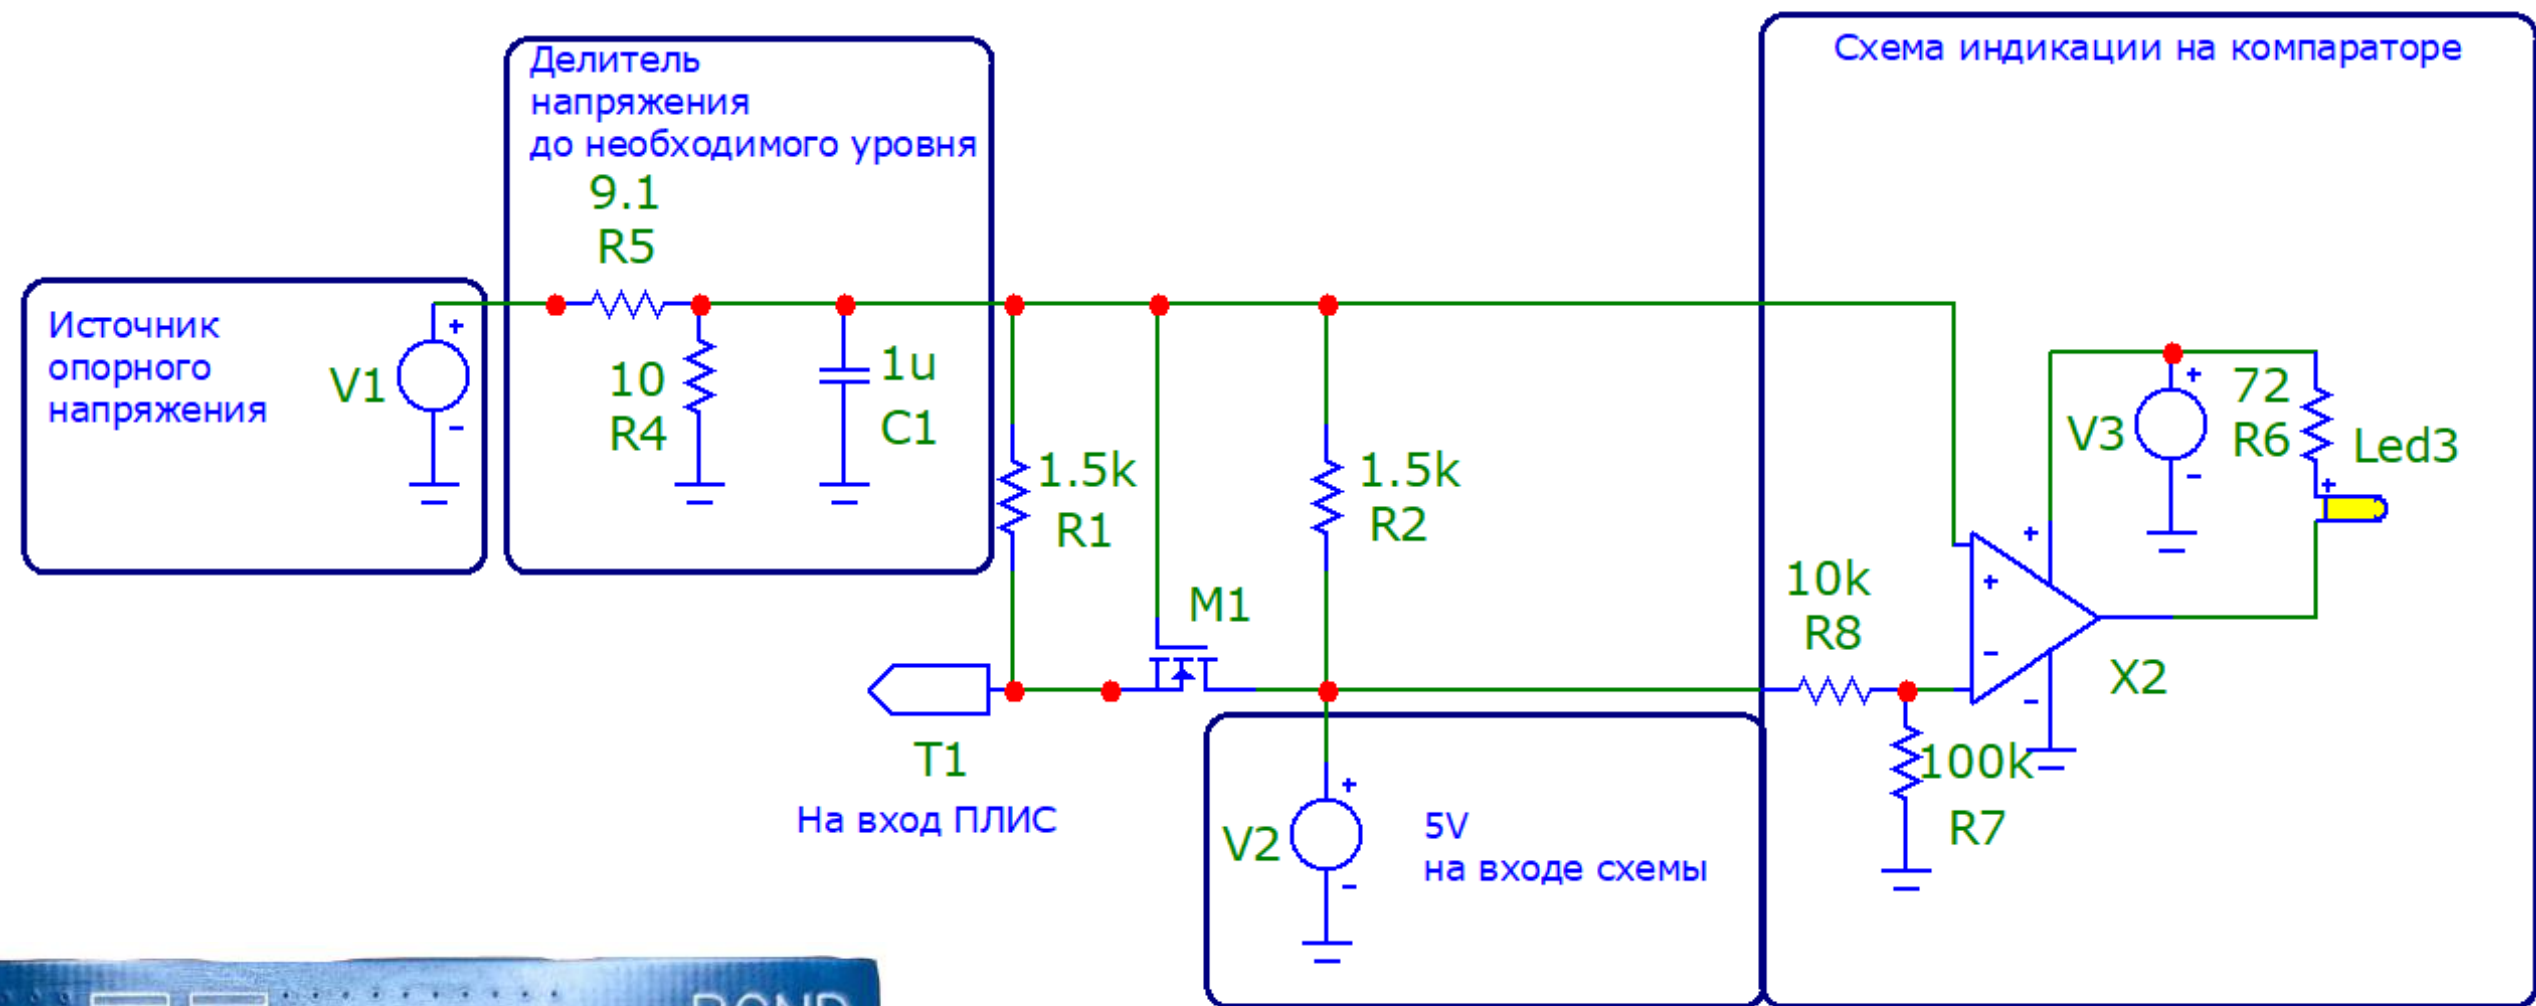 Схема индикации на компараторе
Делитель
напряжения
до необходимого уровня
9.1
R5
Источник
опорного
напряжения
V1
+
-
10
R4
1u
C1
1.5k
R1
1.5k
R2
M1
T1
На вход ПЛИС
V2
+
-
5V
на входе схемы
10k
R8
100k
R7
+
-
+
-
X2
V3
+
-
72
R6
+
Led3